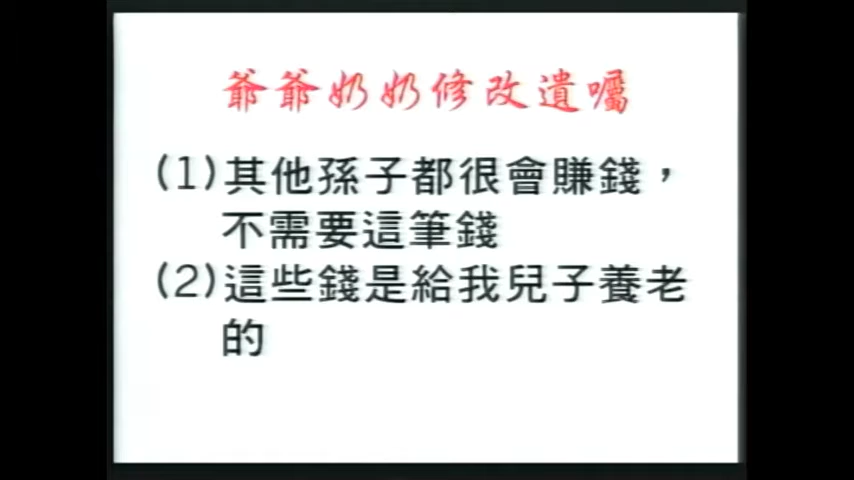 爺爺奶奶修改遺囑
(1)其他孫子都很會賺錢，
不需要這筆錢
(2)這些錢是給我兒子養老
的